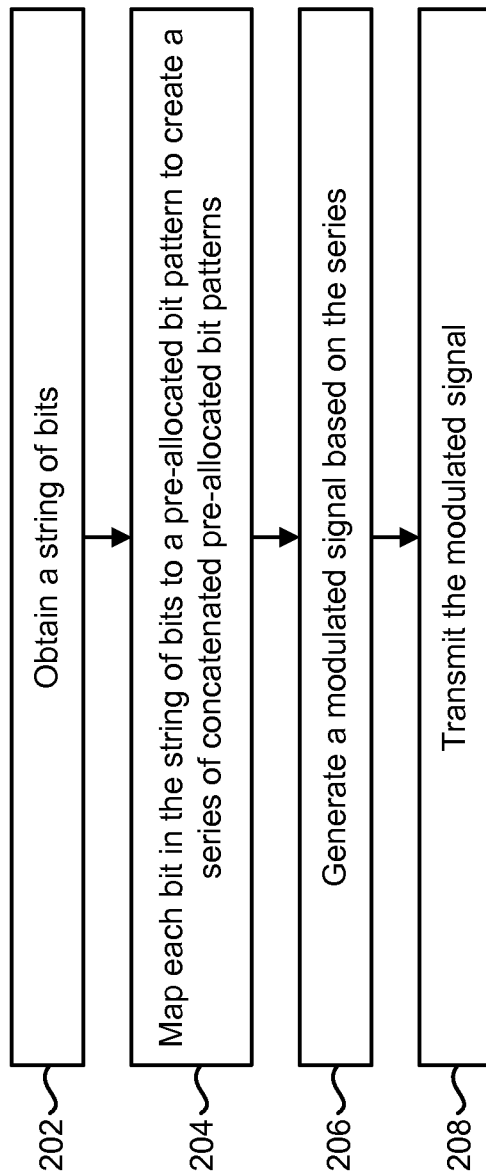 202
Obtain a string of bits
204
Map each bit in the string of bits to a pre-allocated bit pattern to create a
series of concatenated pre-allocated bit patterns
206
Generate a modulated signal based on the series
208
Transmit the modulated signal